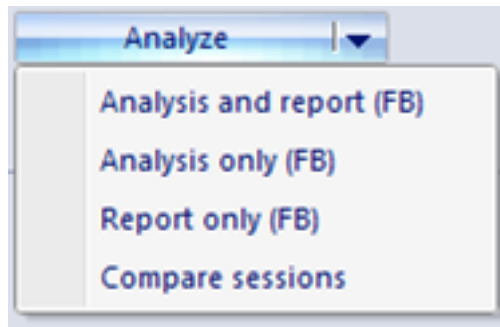 Analyze
Analysis and report (FB)
Analysis only (FB)
Report only (FB)
Compare sessions